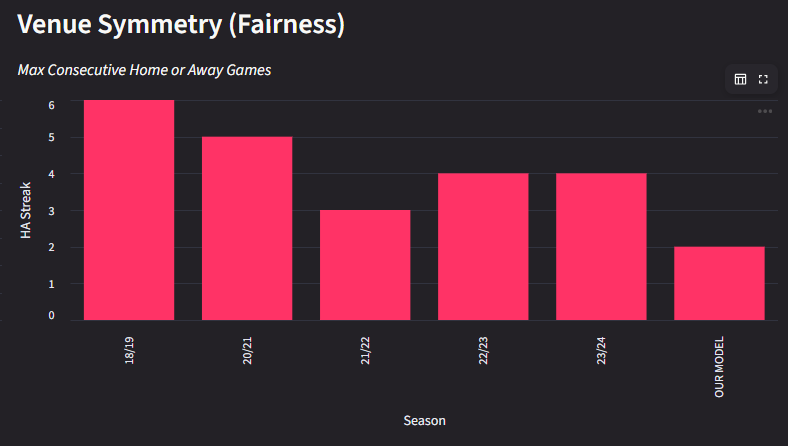 Venue Symmetry (Fairness)
Max Consecutive Home or Away Games
6
5
4
3
2
1
0
HA Streak
18/19
20/21
21/22
22/23
23/24
OUR MODEL
Season